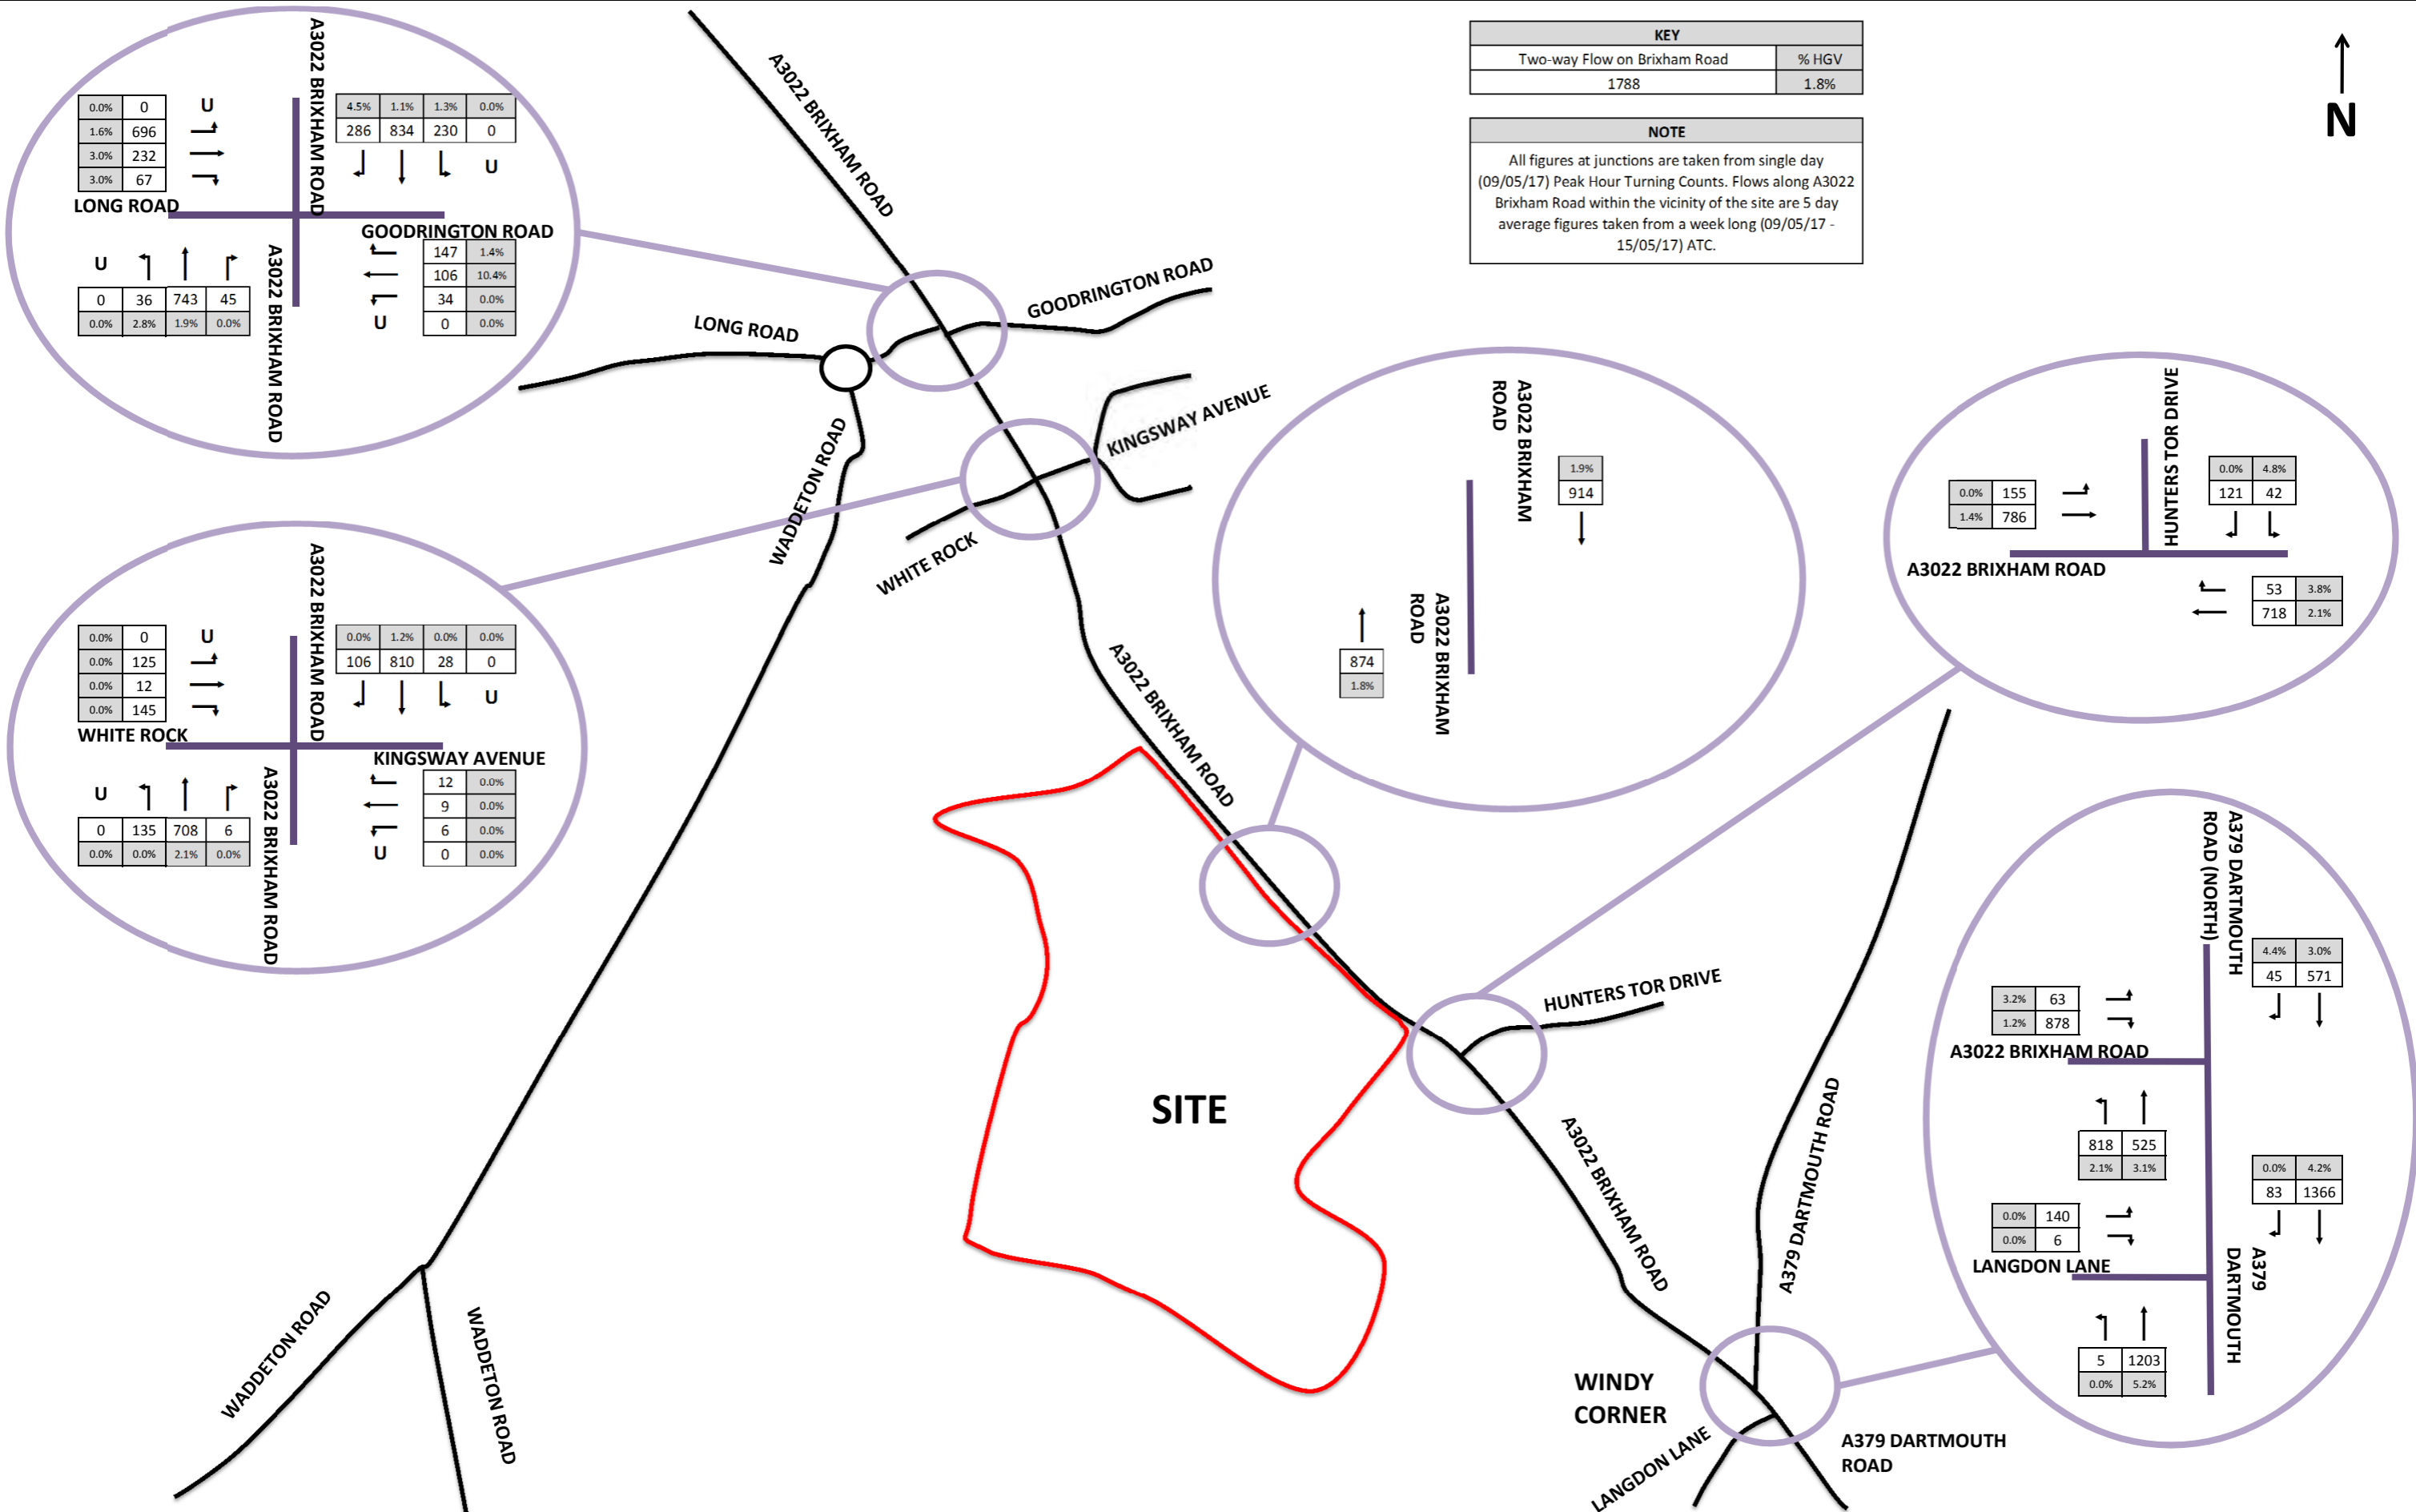 A3022 BRIXHAM ROAD
0.0% 0 U
1.6% 696
3.0% 232
3.0% 67
LONG ROAD
4.5% 1.1% 1.3% 0.0%
286 834 230 0
U
GOODRINGTON ROAD
147 1.4%
106 10.4%
34 0.0%
U 0 0.0%
U
0 36 743 45
0.0% 2.8% 1.9% 0.0%
A3022 BRIXHAM ROAD
A3022 BRIXHAM ROAD
0.0% 0 U
0.0% 125
0.0% 12
0.0% 145
WHITE ROCK
0.0% 1.2% 0.0% 0.0%
106 810 28 0
U
KINGSWAY AVENUE
12 0.0%
9 0.0%
6 0.0%
U 0 0.0%
U
0 135 708 6
0.0% 0.0% 2.1% 0.0%
A3022 BRIXHAM ROAD
KEY
Two-way Flow on Brixham Road % HGV
1788 1.8%
NOTE
All figures at junctions are taken from single day
(09/05/17) Peak Hour Turning Counts. Flows along A3022
Brixham Road within the vicinity of the site are 5 day
average figures taken from a week long (09/05/17 -
15/05/17) ATC.
N
A3022 BRIXHAM ROAD
GOODRINGTON ROAD
LONG ROAD
KINGSWAY AVENUE
WADDETON ROAD
WHITE ROCK
A3022 BRIXHAM ROAD
A3022 BRIXHAM
ROAD
1.9%
914
A3022 BRIXHAM
ROAD
874
1.8%
HUNTERS TOR DRIVE
0.0% 155
1.4% 786
0.0% 4.8%
121 42
A3022 BRIXHAM ROAD
53 3.8%
718 2.1%
SITE
HUNTERS TOR DRIVE
A3022 BRIXHAM ROAD
A379 DARTMOUTH ROAD
A379 DARTMOUTH
ROAD (NORTH)
4.4% 3.0%
45 571
3.2% 63
1.2% 878
A3022 BRIXHAM ROAD
818 525
2.1% 3.1%
0.0% 4.2%
83 1366
0.0% 140
0.0% 6
LANGDON LANE
A379
DARTMOUTH
5 1203
0.0% 5.2%
WADDETON ROAD
WADDETON ROAD
WINDY
CORNER
LANGDON LANE
A379 DARTMOUTH
ROAD